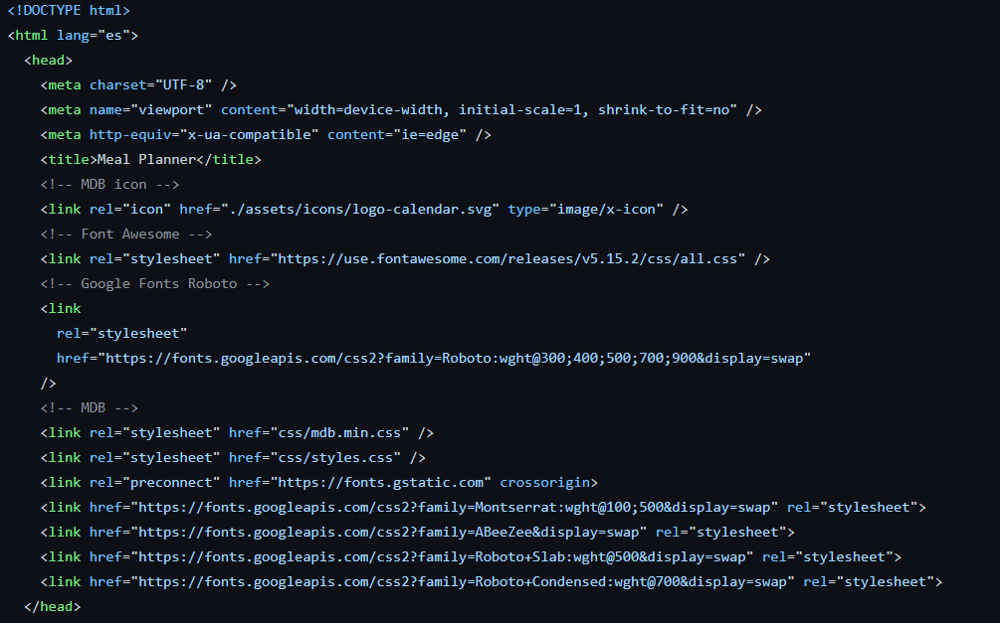 <!DOCTYPE html>
<html lang="es">
<head>
<meta charset="UTF-8" />
<meta name="viewport" content="width=device-width, initial-scale=1, shrink-to-fit=no" />
<meta http-equiv="x-ua-compatible" content="ie=edge" />
<title>Meal Planner</title>
<!-- MDB icon -->
<link rel="icon" href="./assets/icons/logo-calendar.svg" type="image/x-icon" />
<!-- Font Awesome -->
<link rel="stylesheet" href="https://use.fontawesome.com/releases/v5.15.2/css/all.css" />
<!-- Google Fonts Roboto -->
<link
rel="stylesheet"
href="https://fonts.googleapis.com/css2?family=Roboto:wght@300;400;500;700;900&display=swap"
/>
<!-- MDB -->
<link rel="stylesheet" href="css/mdb.min.css" />
<link rel="stylesheet" href="css/styles.css" />
<link rel="preconnect" href="https://fonts.gstatic.com" crossorigin>
<link href="https://fonts.googleapis.com/css2?family=Montserrat:wght@100;500&display=swap" rel="stylesheet">
<link href="https://fonts.googleapis.com/css2?family=ABeeZee&display=swap" rel="stylesheet">
<link href="https://fonts.googleapis.com/css2?family=Roboto+Slab:wght@500&display=swap" rel="stylesheet">
<link href="https://fonts.googleapis.com/css2?family=Roboto+Condensed:wght@700&display=swap" rel="stylesheet">
</head>